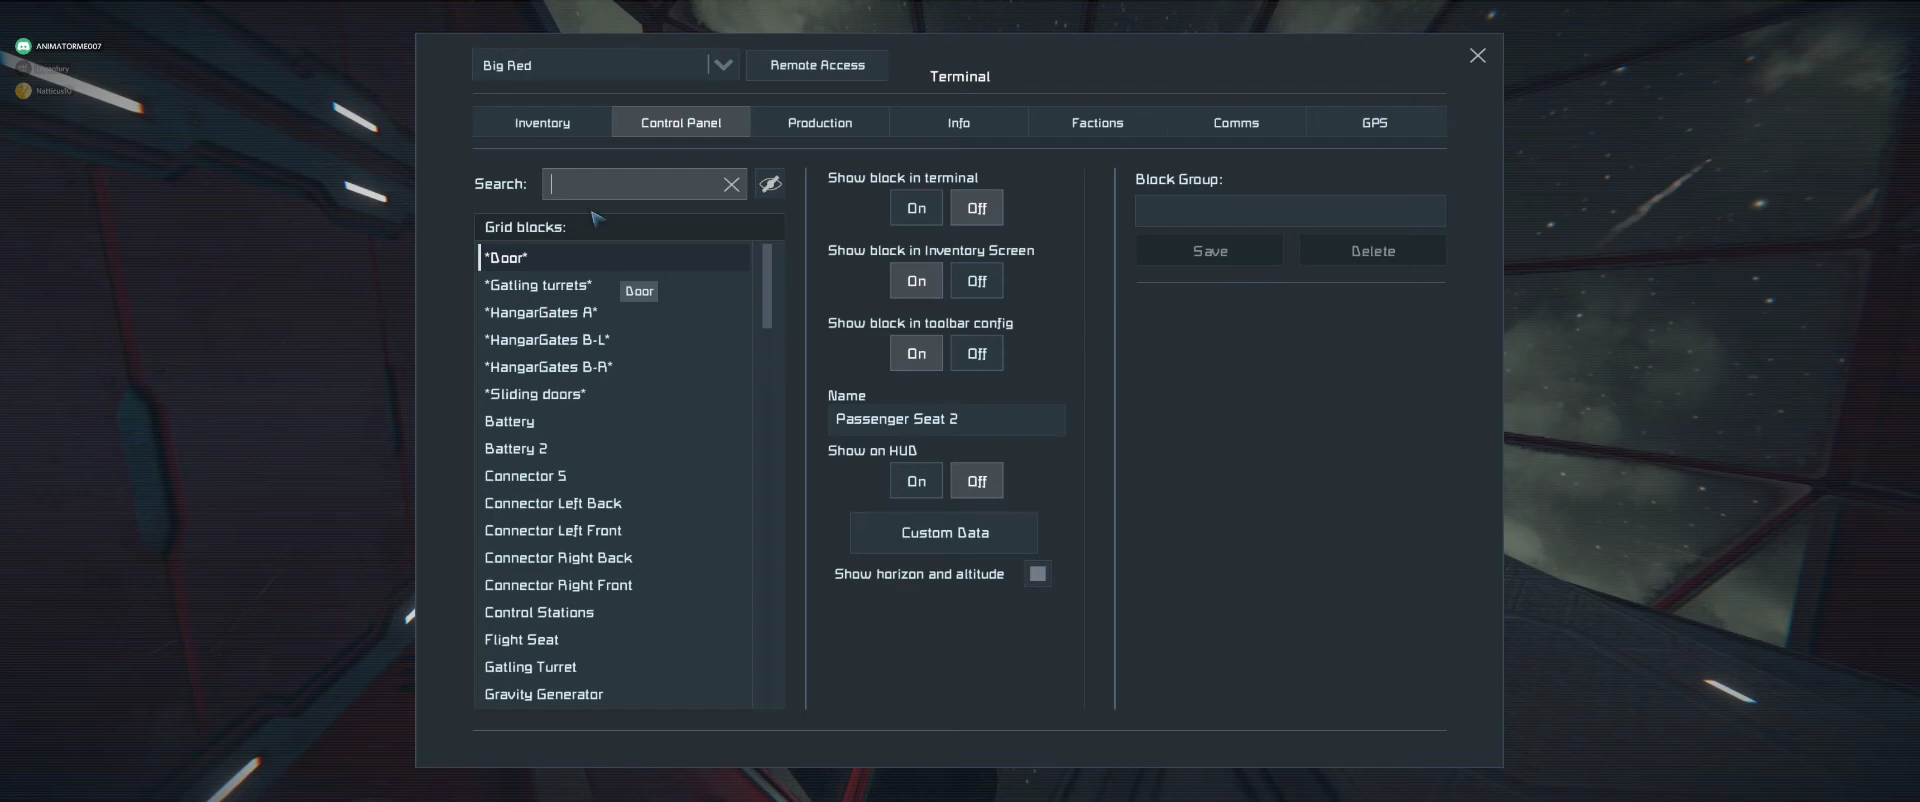 ANIMATORME007
Natticus10
Big Red
Remote Access
Terminal
Inventory
Control Panel
Production
Info
Factions
Comms
GPS
Search:
Grid blocks:
*Door*
*Gatling turrets*
Door
*HangarGates A*
*HangarGates B-L*
*HangarGates B-R*
*Sliding doors*
Battery
Battery 2
Connector 5
Connector Left Back
Connector Left Front
Connector Right Back
Connector Right Front
Control Stations
Flight Seat
Gatling Turret
Gravity Generator
Show block in terminal
On Off
Show block in Inventory Screen
On Off
Show block in toolbar config
On Off
Name
Passenger Seat 2
Show on HUD
On Off
Custom Data
Show horizon and altitude
Block Group:
Save
Delete